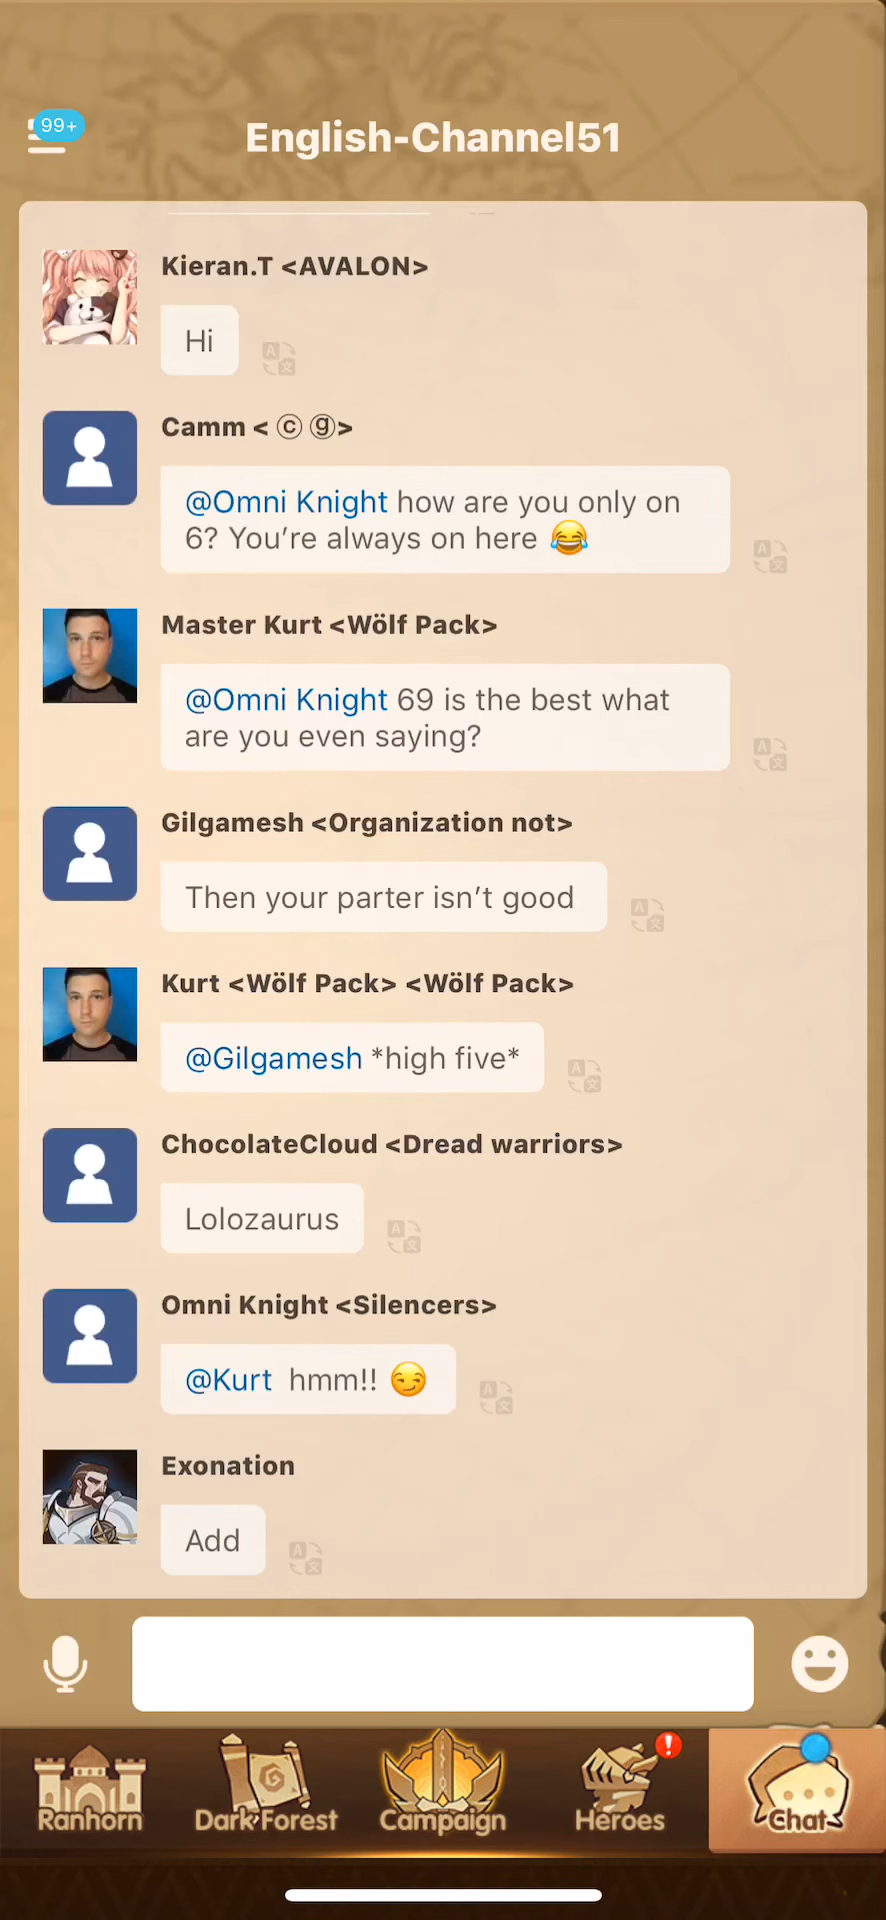 99+
English-Channel51
Kieran.T <AVALON>
Hi
Camm < ⓒ ⓖ>
@Omni Knight how are you only on
6? You’re always on here 😂
Master Kurt <Wölf Pack>
@Omni Knight 69 is the best what
are you even saying?
Gilgamesh <Organization not>
Then your parter isn’t good
Kurt <Wölf Pack> <Wölf Pack>
@Gilgamesh *high five*
ChocolateCloud <Dread warriors>
Lolozaurus
Omni Knight <Silencers>
@Kurt  hmm!! 😏
Exonation
Add
Ranhorn
Dark Forest
Campaign
Heroes
Chat